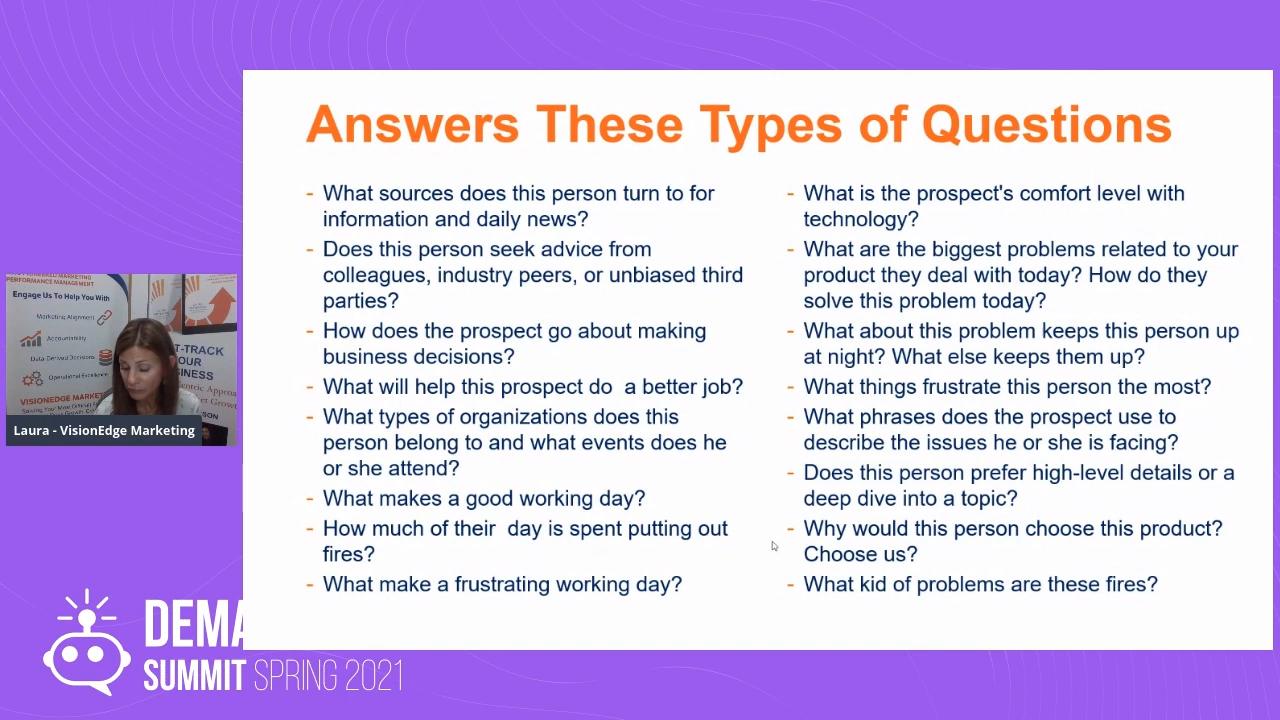 Answers These Types of Questions
- What sources does this person turn to for
information and daily news?
- Does this person seek advice from
colleagues, industry peers, or unbiased third
parties?
- How does the prospect go about making
business decisions?
- What will help this prospect do  a better job?
- What types of organizations does this
person belong to and what events does he
or she attend?
- What makes a good working day?
- How much of their  day is spent putting out
fires?
- What make a frustrating working day?
- What is the prospect's comfort level with
technology?
- What are the biggest problems related to your
product they deal with today? How do they
solve this problem today?
- What about this problem keeps this person up
at night? What else keeps them up?
- What things frustrate this person the most?
- What phrases does the prospect use to
describe the issues he or she is facing?
- Does this person prefer high-level details or a
deep dive into a topic?
- Why would this person choose this product?
Choose us?
- What kid of problems are these fires?
PERFORMANCE MANAGEMENT
Engage Us To Help You With
Marketing Alignment
Accountability
Data-Derived Decisions
Operational Excellence
VISIONEDGE MARKET
T-TRACK
OUR
SINESS
Laura - VisionEdge Marketing
DEMA
SUMMIT SPRING 2021